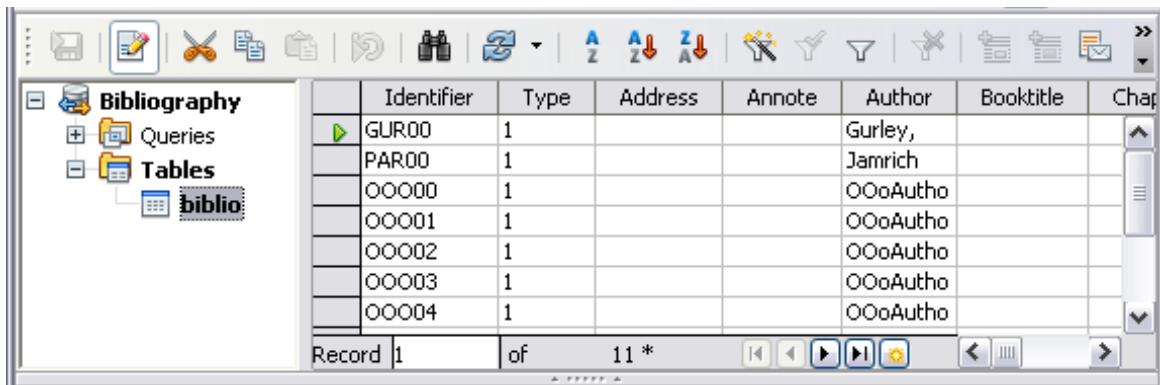 Bibliography
Queries
Tables
biblio
Identifier Type Address Annote Author Booktitle Chap
GUR00 1 Gurley,
PAR00 1 Jamrich
OOO00 1 OOoAutho
OOO01 1 OOoAutho
OOO02 1 OOoAutho
OOO03 1 OOoAutho
OOO04 1 OOoAutho
Record 1 of 11 *